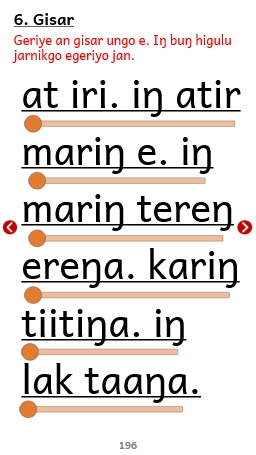 6. Gisar
Geriye an gisar ungo e. Iŋ buŋ higulu
jarnikgo egeriyo jan.
at iri. iŋ atir
mariŋ e. iŋ
mariŋ tereŋ
ereŋa. kariŋ
tiitiŋa. iŋ
lak taaŋa.
196